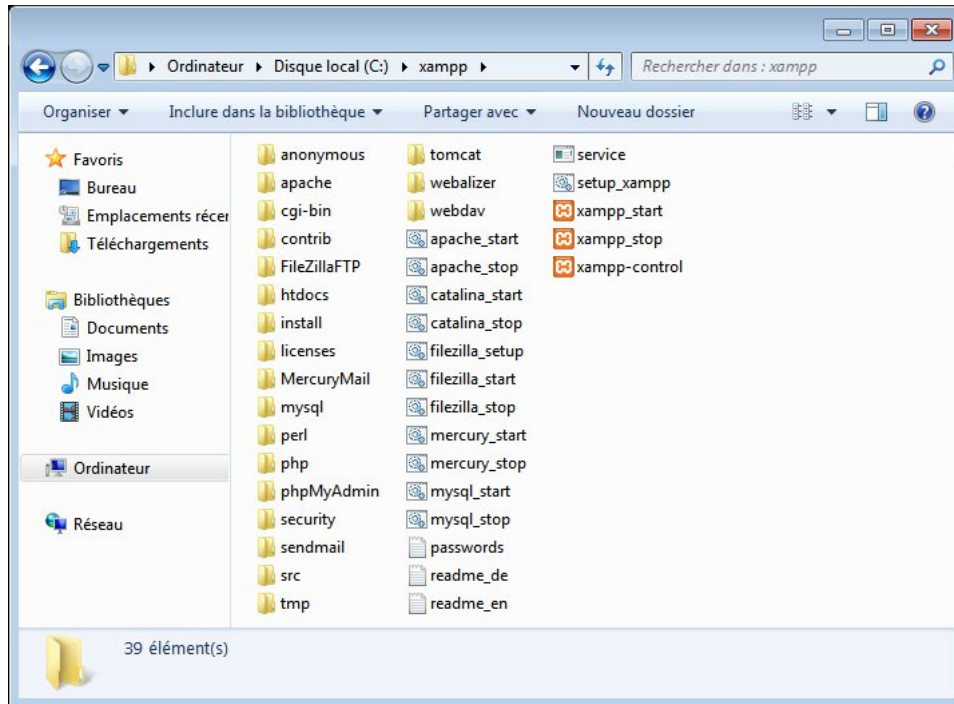 Ordinateur Disque local (C:) xampp
Rechercher dans : xampp
Organiser Inclure dans la bibliothèque Partager avec Nouveau dossier
Favoris
Bureau
Emplacements récer
Téléchargements
Bibliothèques
Documents
Images
Musique
Vidéos
Ordinateur
Réseau
anonymous
apache
cgi-bin
contrib
FileZillaFTP
htdocs
install
licenses
MercuryMail
mysql
perl
php
phpMyAdmin
security
sendmail
src
tmp
tomcat
webalizer
webdav
apache_start
apache_stop
catalina_start
catalina_stop
filezilla_setup
filezilla_start
filezilla_stop
mercury_start
mercury_stop
mysql_start
mysql_stop
passwords
readme_de
readme_en
service
setup_xampp
xampp_start
xampp_stop
xampp-control
39 élément(s)